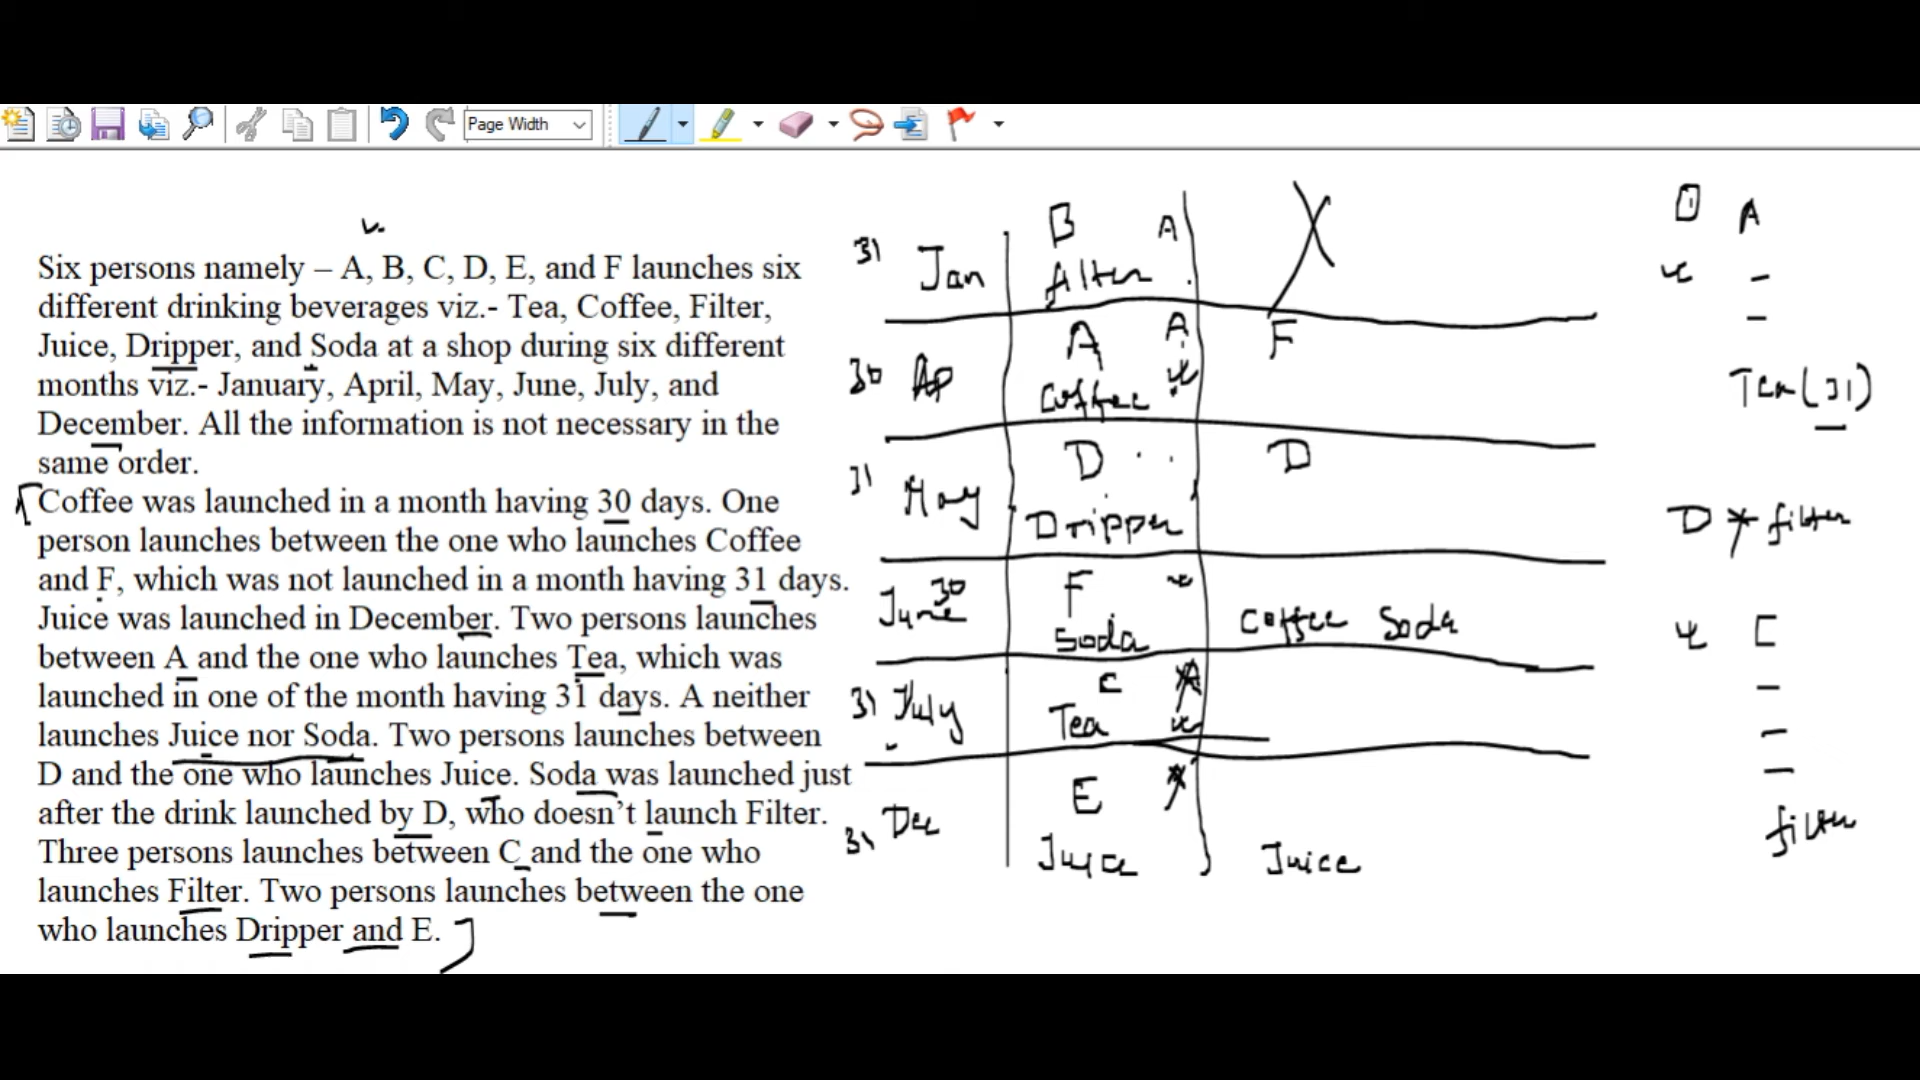 Page Width
Six persons namely – A, B, C, D, E, and F launches six
different drinking beverages viz.- Tea, Coffee, Filter,
Juice, Dripper, and Soda at a shop during six different
months viz.- January, April, May, June, July, and
December. All the information is not necessary in the
same order.
Coffee was launched in a month having 30 days. One
person launches between the one who launches Coffee
and F, which was not launched in a month having 31 days.
Juice was launched in December. Two persons launches
between A and the one who launches Tea, which was
launched in one of the month having 31 days. A neither
launches Juice nor Soda. Two persons launches between
D and the one who launches Juice. Soda was launched just
after the drink launched by D, who doesn't launch Filter.
Three persons launches between C and the one who
launches Filter. Two persons launches between the one
who launches Dripper and E.
B A
31 Jan filter
A A F
30 Ap Coffee
D D
31 May Dripper
June 30 F
Soda Coffee Soda
31 July C A
Tea
E
31 Dec Juice Juice
A
Tea (31)
D filter
C
filter